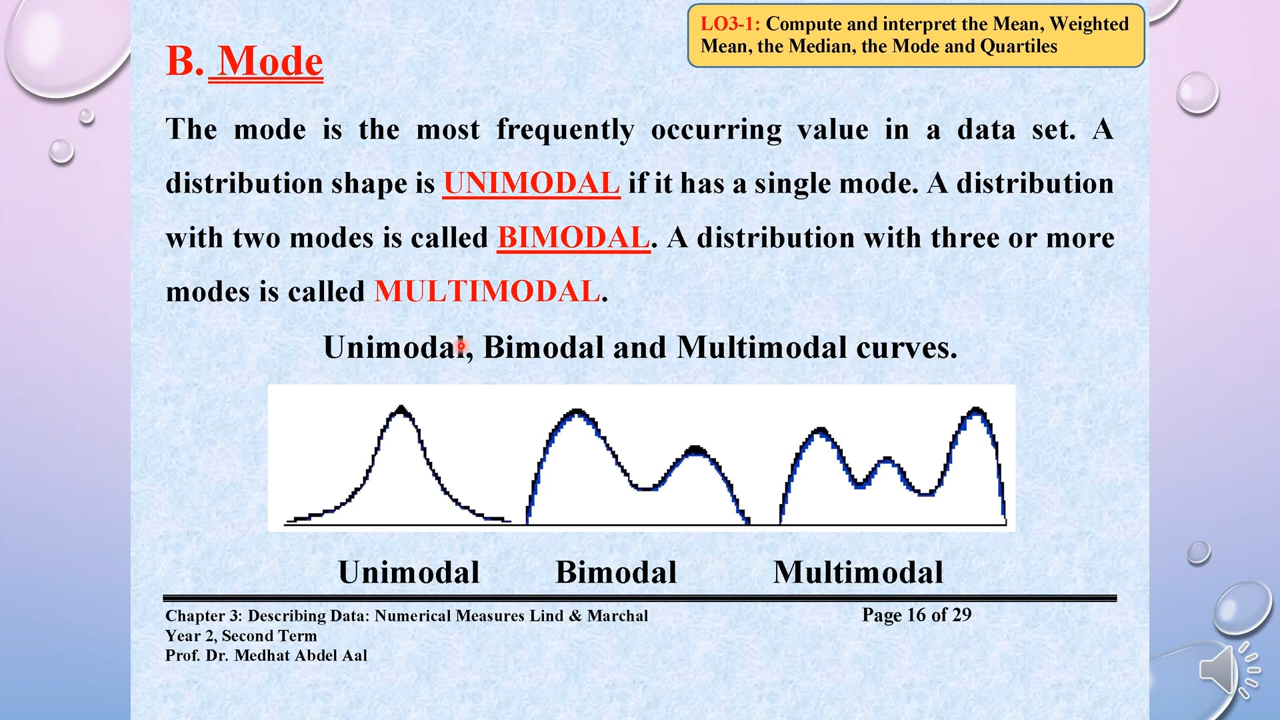 LO3-1: Compute and interpret the Mean, Weighted
Mean, the Median, the Mode and Quartiles
B. Mode
The mode is the most frequently occurring value in a data set. A
distribution shape is UNIMODAL if it has a single mode. A distribution
with two modes is called BIMODAL. A distribution with three or more
modes is called MULTIMODAL.
Unimodal, Bimodal and Multimodal curves.
Unimodal Bimodal Multimodal
Chapter 3: Describing Data: Numerical Measures Lind & Marchal Page 16 of 29
Year 2, Second Term
Prof. Dr. Medhat Abdel Aal